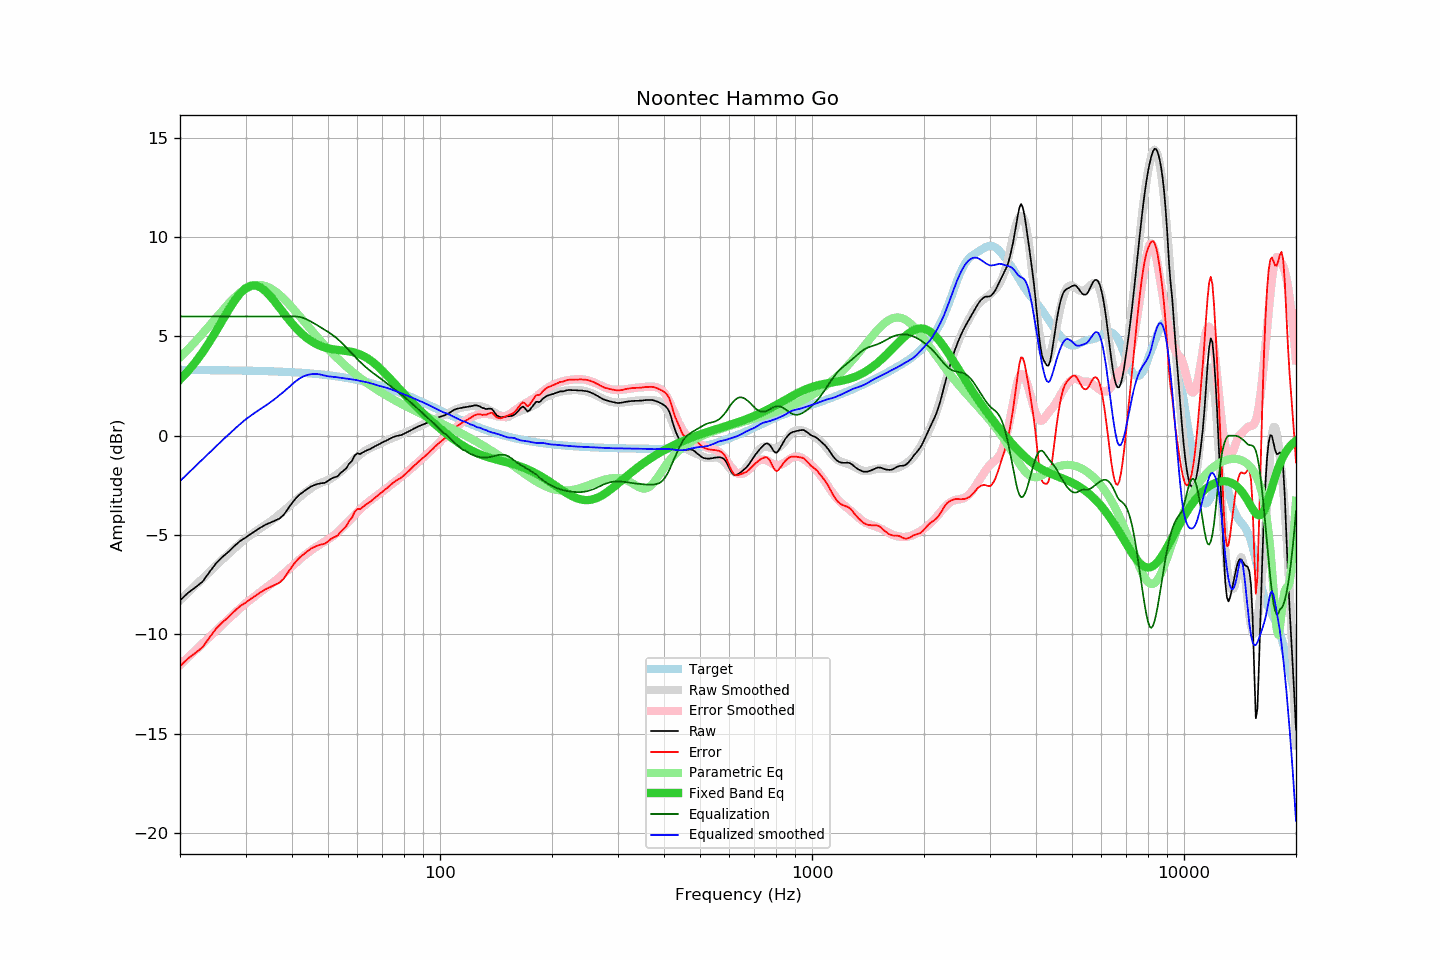 Noontec Hammo Go
15
10
5
0
−5
−10
−15
−20
Amplitude (dBr)
100
1000
10000
Frequency (Hz)
Target
Raw Smoothed
Error Smoothed
Raw
Error
Parametric Eq
Fixed Band Eq
Equalization
Equalized smoothed